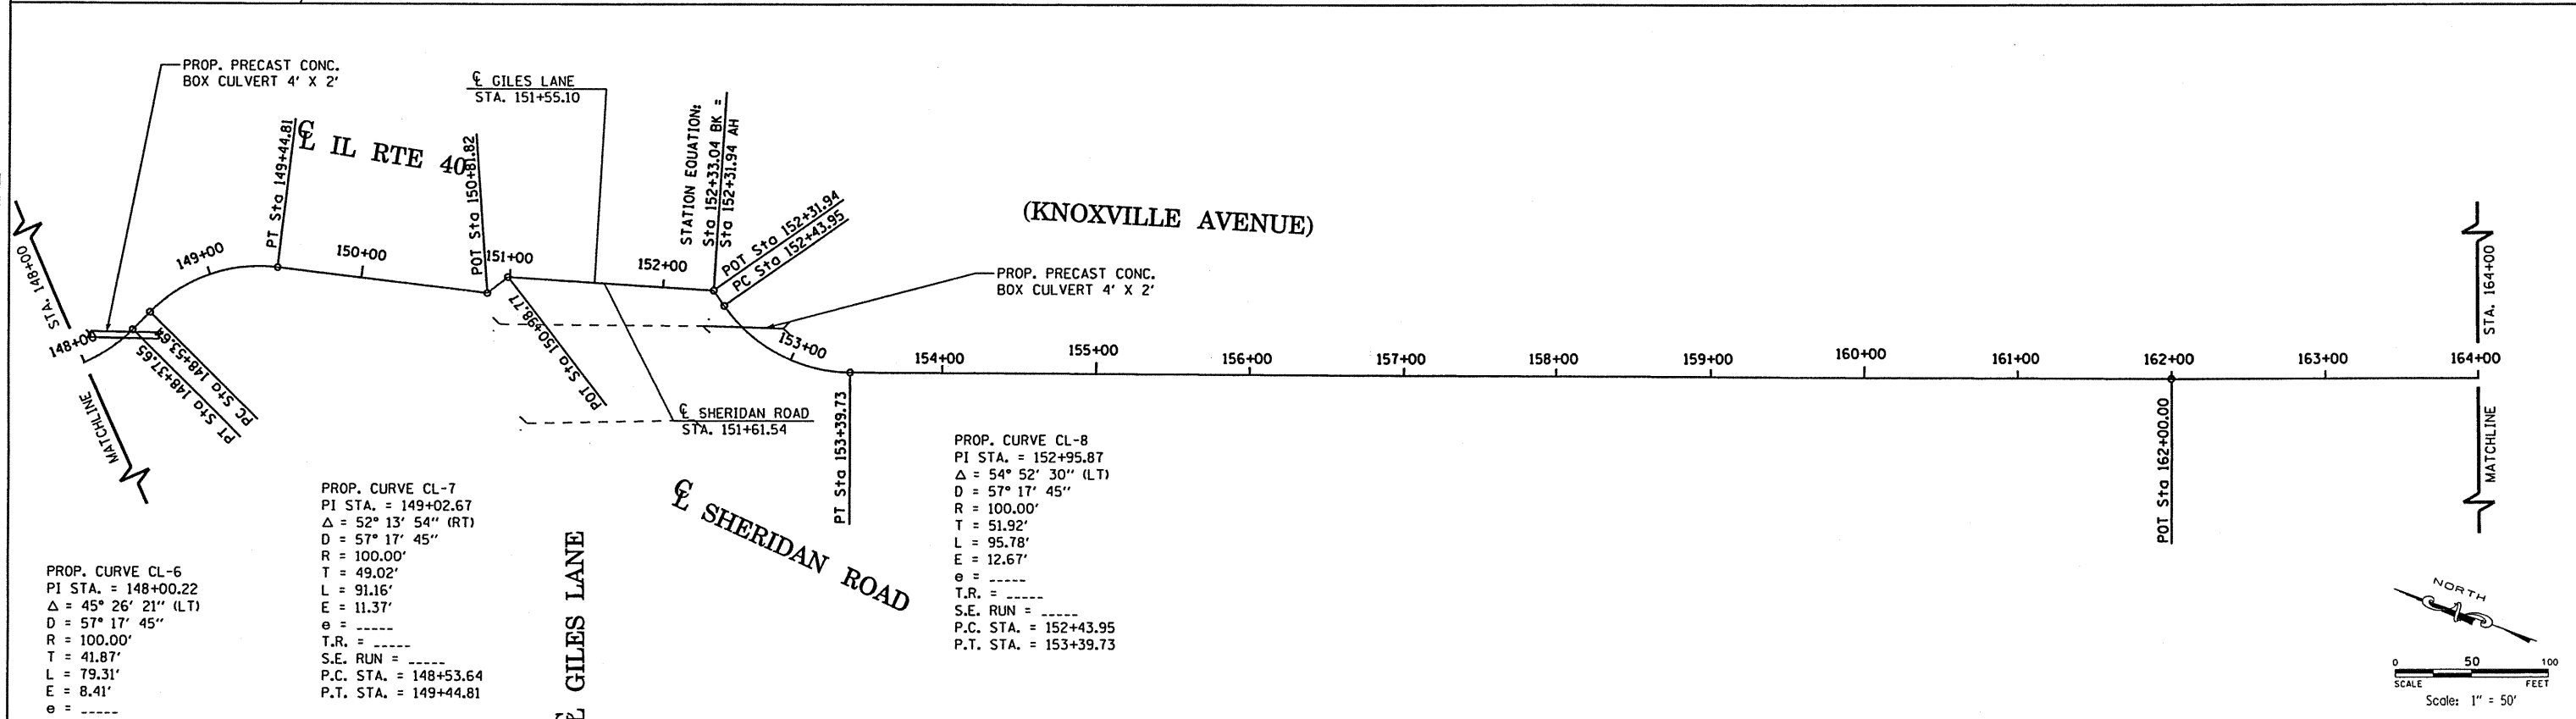 PROP. PRECAST CONC.
BOX CULVERT 4' X 2'
℄ GILES LANE
STA. 151+55.10
℄ IL RTE 40
PT Sta 149+44.81
POT Sta 150+81.82
STATION EQUATION:
Sta 152+33.04 BK =
Sta 152+31.94 AH
POT Sta 152+31.94
PC Sta 152+43.95
(KNOXVILLE AVENUE)
PROP. PRECAST CONC.
BOX CULVERT 4' X 2'
STA. 148+00
MATCHLINE
148+00
149+00
150+00
151+00
152+00
153+00
154+00
155+00
156+00
157+00
158+00
159+00
160+00
161+00
162+00
163+00
164+00
STA. 164+00
MATCHLINE
PC Sta 148+53.64
PT Sta 148+37.65
POT Sta 150+98.77
℄ SHERIDAN ROAD
STA. 151+61.54
PT Sta 153+39.73
POT Sta 162+00.00
℄ SHERIDAN ROAD
℄ GILES LANE
PROP. CURVE CL-6
PI STA. = 148+00.22
Δ = 45° 26' 21" (LT)
D = 57° 17' 45"
R = 100.00'
T = 41.87'
L = 79.31'
E = 8.41'
e = -----
PROP. CURVE CL-7
PI STA. = 149+02.67
Δ = 52° 13' 54" (RT)
D = 57° 17' 45"
R = 100.00'
T = 49.02'
L = 91.16'
E = 11.37'
e = -----
T.R. = -----
S.E. RUN = -----
P.C. STA. = 148+53.64
P.T. STA. = 149+44.81
PROP. CURVE CL-8
PI STA. = 152+95.87
Δ = 54° 52' 30" (LT)
D = 57° 17' 45"
R = 100.00'
T = 51.92'
L = 95.78'
E = 12.67'
e = -----
T.R. = -----
S.E. RUN = -----
P.C. STA. = 152+43.95
P.T. STA. = 153+39.73
NORTH
0 50 100
SCALE FEET
Scale: 1" = 50'